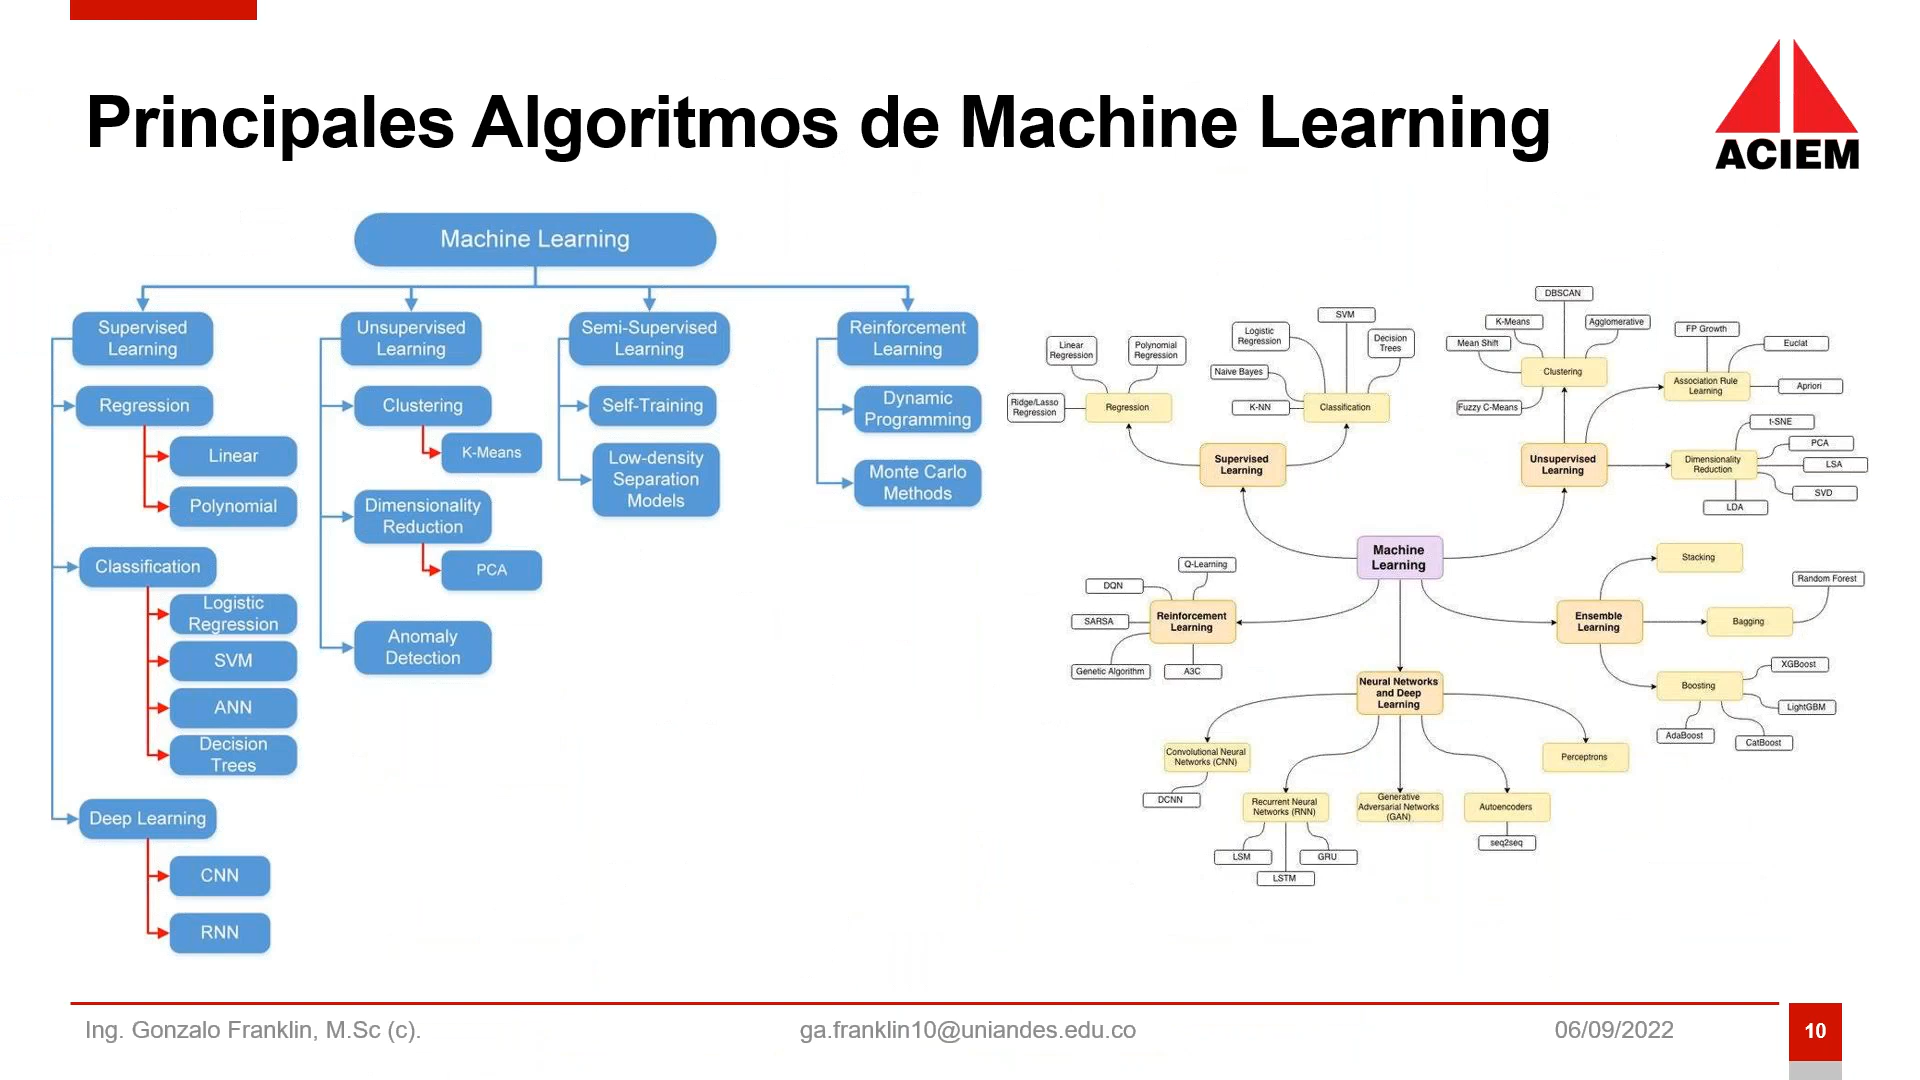 Principales Algoritmos de Machine Learning
ACIEM
Machine Learning
Supervised
Learning
Regression
Linear
Polynomial
Classification
Logistic
Regression
SVM
ANN
Decision
Trees
Deep Learning
CNN
RNN
Unsupervised
Learning
Clustering
K-Means
Dimensionality
Reduction
PCA
Anomaly
Detection
Semi-Supervised
Learning
Self-Training
Low-density
Separation
Models
Reinforcement
Learning
Dynamic
Programming
Monte Carlo
Methods
Machine
Learning
Supervised
Learning
Regression
Linear
Regression
Polynomial
Regression
Ridge/Lasso
Regression
Classification
Logistic
Regression
SVM
Decision
Trees
Naive Bayes
K-NN
Unsupervised
Learning
Clustering
DBSCAN
K-Means
Agglomerative
Mean Shift
Fuzzy C-Means
Association Rule
Learning
FP Growth
Euclat
Apriori
Dimensionality
Reduction
t-SNE
PCA
LSA
SVD
LDA
Reinforcement
Learning
Q-Learning
DQN
SARSA
Genetic Algorithm
A3C
Ensemble
Learning
Stacking
Bagging
Random Forest
Boosting
XGBoost
LightGBM
AdaBoost
CatBoost
Neural Networks
and Deep
Learning
Convolutional Neural
Networks (CNN)
DCNN
Recurrent Neural
Networks (RNN)
LSM
LSTM
GRU
Generative
Adversarial Networks
(GAN)
Autoencoders
seq2seq
Perceptrons
Ing. Gonzalo Franklin, M.Sc (c).
ga.franklin10@uniandes.edu.co
06/09/2022
10